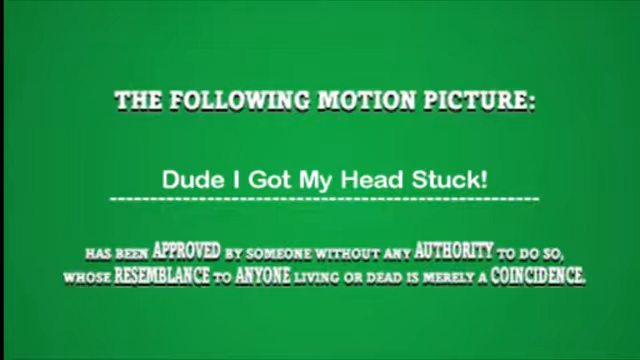 THE FOLLOWING MOTION PICTURE:
Dude I Got My Head Stuck!
HAS BEEN APPROVED BY SOMEONE WITHOUT ANY AUTHORITY TO DO SO,
WHOSE RESEMBLANCE TO ANYONE LIVING OR DEAD IS MERELY A COINCIDENCE.